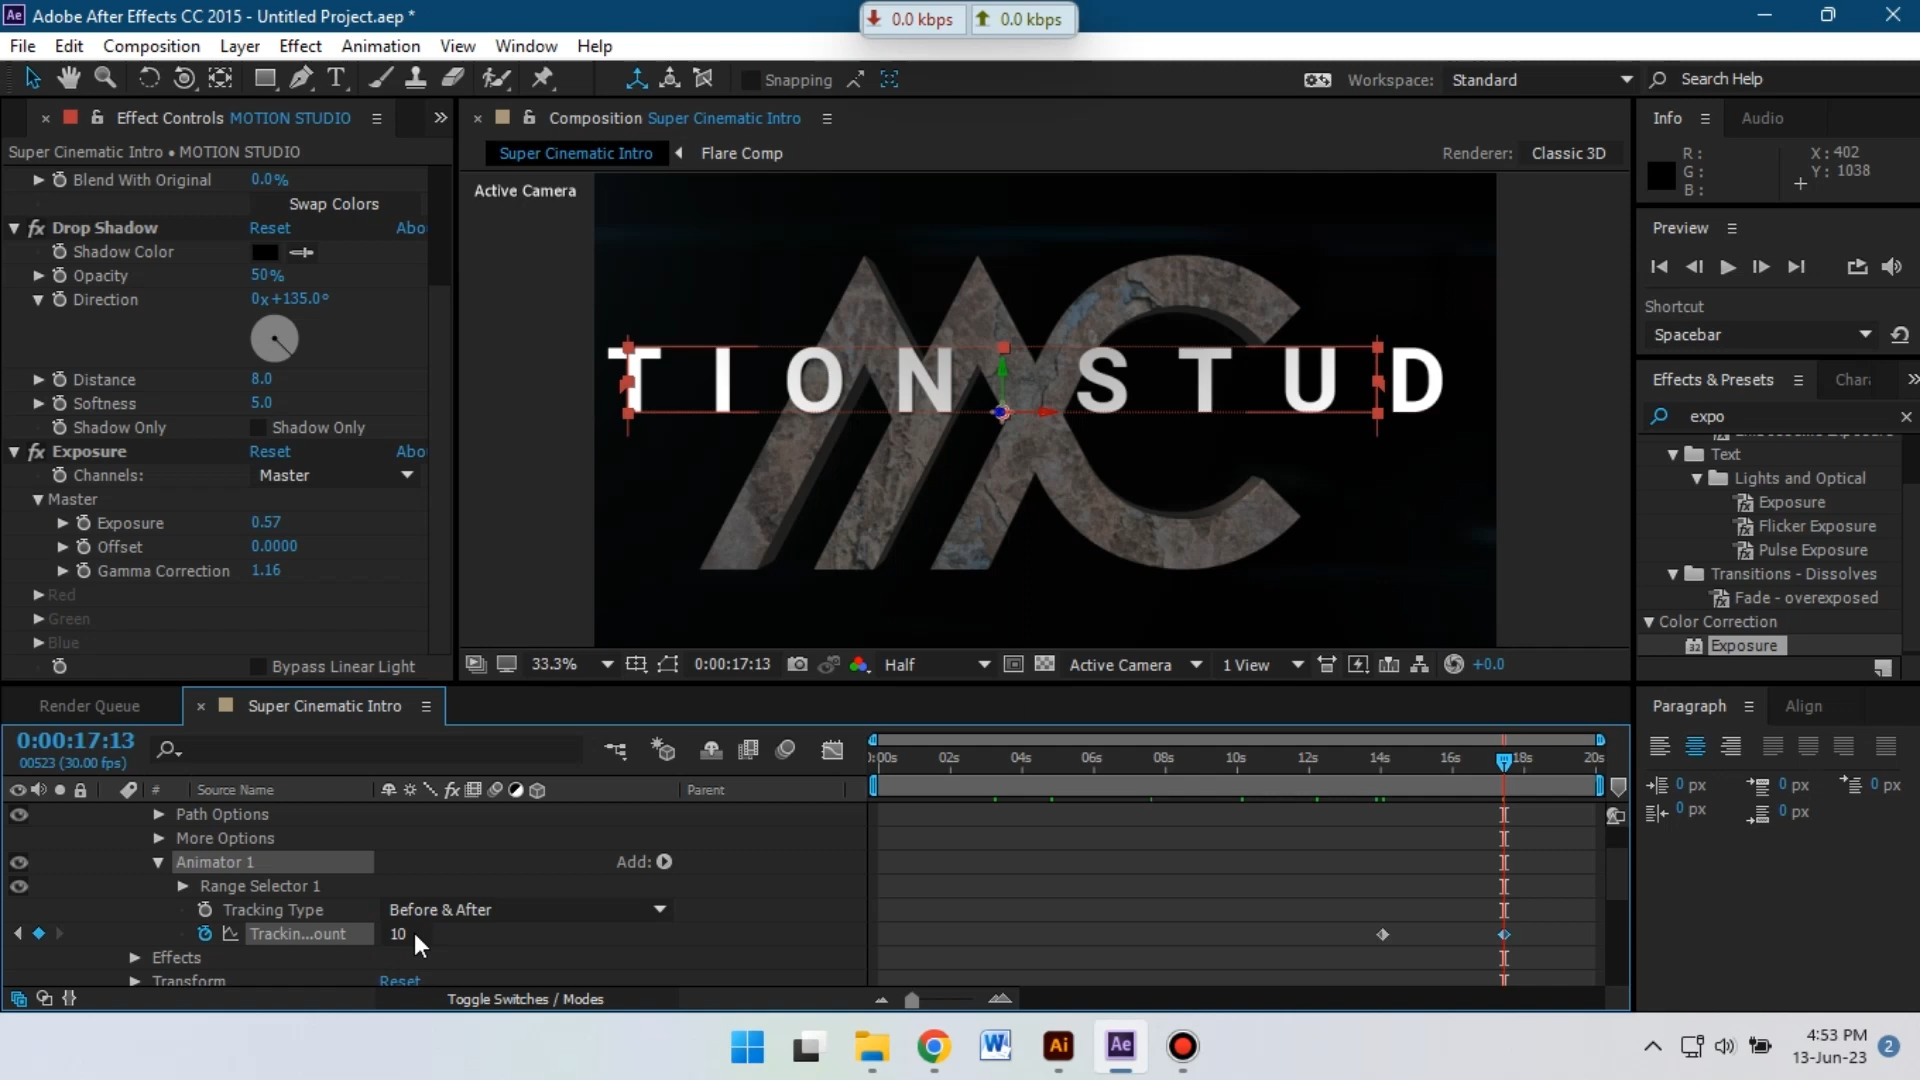 Adobe After Effects CC 2015 - Untitled Project.aep *
0.0 kbps 0.0 kbps
File Edit Composition Layer Effect Animation View Window Help
Snapping
Workspace: Standard
Search Help
Effect Controls MOTION STUDIO
Super Cinematic Intro • MOTION STUDIO
Blend With Original 0.0%
Swap Colors
fx Drop Shadow Reset Abo
Shadow Color
Opacity 50%
Direction 0x+135.0°
Distance 8.0
Softness 5.0
Shadow Only Shadow Only
fx Exposure Reset Abo
Channels: Master
Master
Exposure 0.57
Offset 0.0000
Gamma Correction 1.16
Red
Green
Blue
Bypass Linear Light
Composition Super Cinematic Intro
Super Cinematic Intro Flare Comp
Renderer: Classic 3D
Active Camera
MC
TION STUD
33.3% 0:00:17:13 Half Active Camera 1 View +0.0
Info Audio
R: X: 402
G: Y: 1038
B:
Preview
Shortcut
Spacebar
Effects & Presets Chara
expo
Text
Lights and Optical
Exposure
Flicker Exposure
Pulse Exposure
Transitions - Dissolves
Fade - overexposed
Color Correction
32 Exposure
Render Queue Super Cinematic Intro
0:00:17:13
00523 (30.00 fps)
):00s 02s 04s 06s 08s 10s 12s 14s 16s 18s 20s
# Source Name fx Parent
Path Options
More Options
Animator 1 Add:
Range Selector 1
Tracking Type Before & After
Trackin...ount 10
Effects
Transform Reset
Toggle Switches / Modes
Paragraph Align
0 px 0 px 0 px
0 px 0 px
W Ai Ae
4:53 PM
13-Jun-23 2